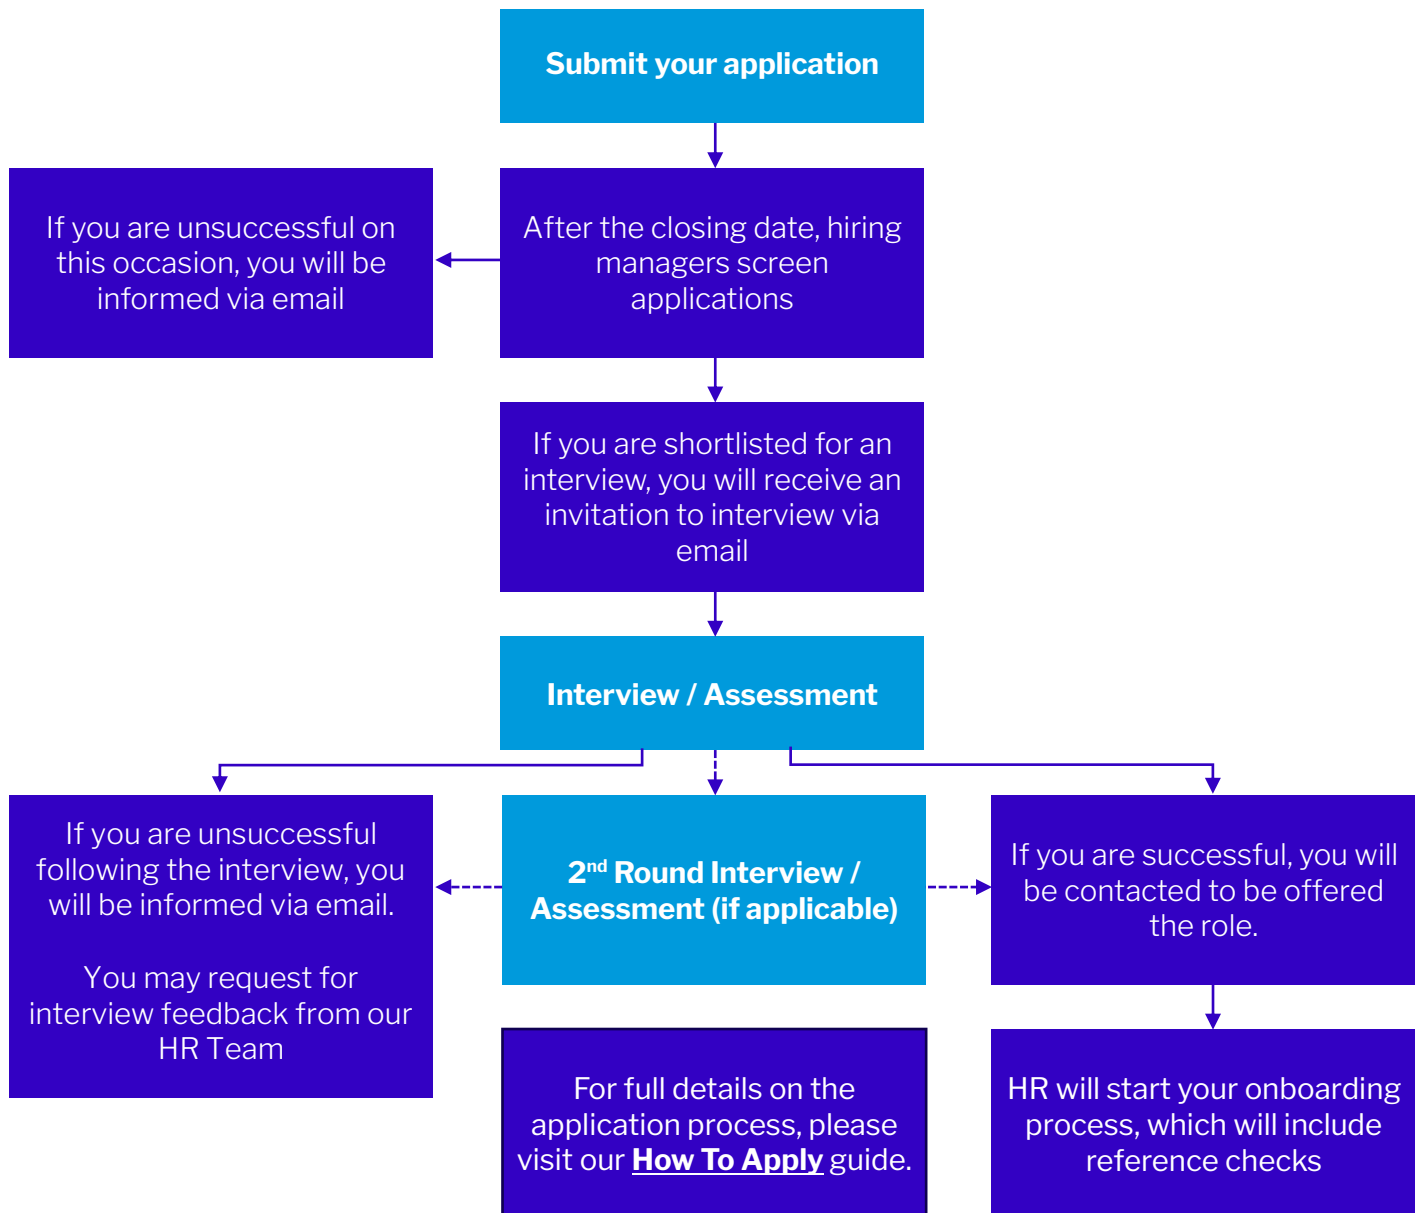 Submit your application
If you are unsuccessful on
this occasion, you will be
informed via email
After the closing date, hiring
managers screen
applications
If you are shortlisted for an
interview, you will receive an
invitation to interview via
email
Interview / Assessment
If you are unsuccessful
following the interview, you
will be informed via email.
You may request for
interview feedback from our
HR Team
2nd Round Interview /
Assessment (if applicable)
If you are successful, you will
be contacted to be offered
the role.
For full details on the
application process, please
visit our How To Apply guide.
HR will start your onboarding
process, which will include
reference checks